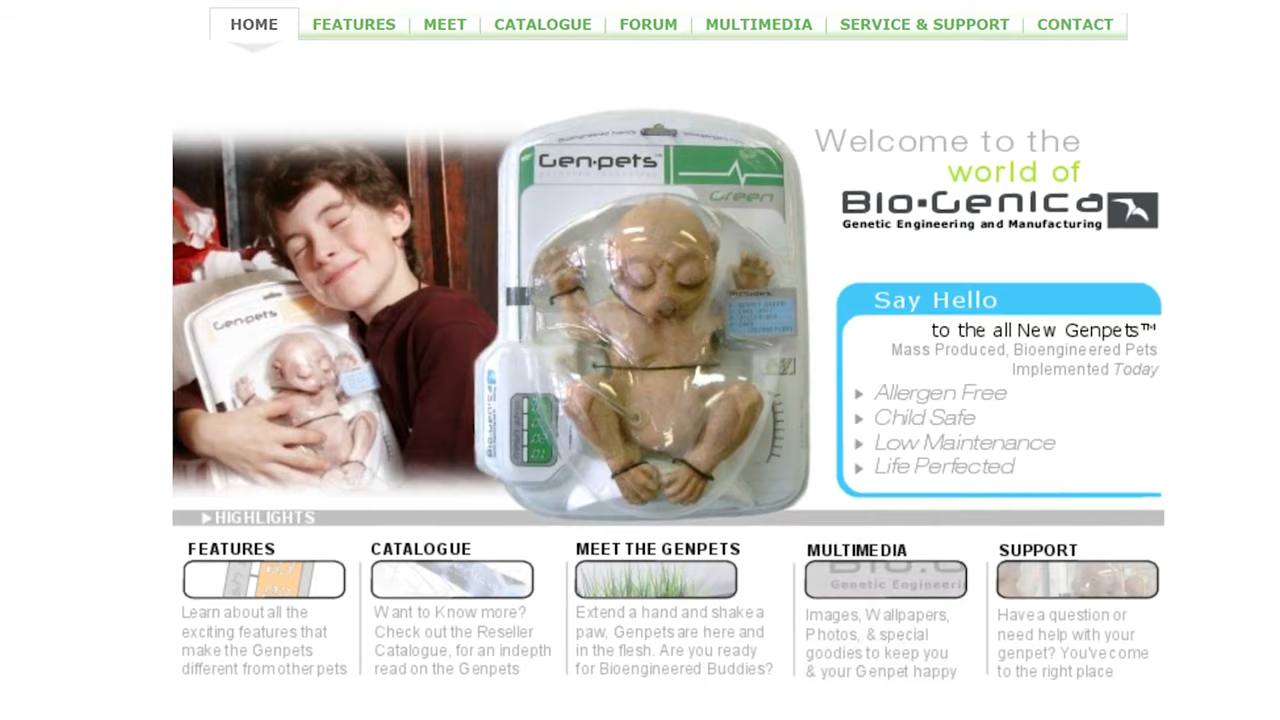 HOME
FEATURES
MEET
CATALOGUE
FORUM
MULTIMEDIA
SERVICE & SUPPORT
CONTACT
Gen·pets™
Green
Gen·pets
Includes:
Welcome to the
world of
Bio·Genica
Genetic Engineering and Manufacturing
Say Hello
to the all New Genpets™
Mass Produced, Bioengineered Pets
Implemented Today
Allergen Free
Child Safe
Low Maintenance
Life Perfected
HIGHLIGHTS
FEATURES
Learn about all the
exciting features that
make the Genpets
different from other pets
CATALOGUE
Want to Know more?
Check out the Reseller
Catalogue, for an indepth
read on the Genpets
MEET THE GENPETS
Extend a hand and shake a
paw, Genpets are here and
in the flesh. Are you ready
for Bioengineered Buddies?
MULTIMEDIA
Genetic Engineeri
Images, Wallpapers,
Photos, & special
goodies to keep you
& your Genpet happy
SUPPORT
Have a question or
need help with your
genpet? You've come
to the right place